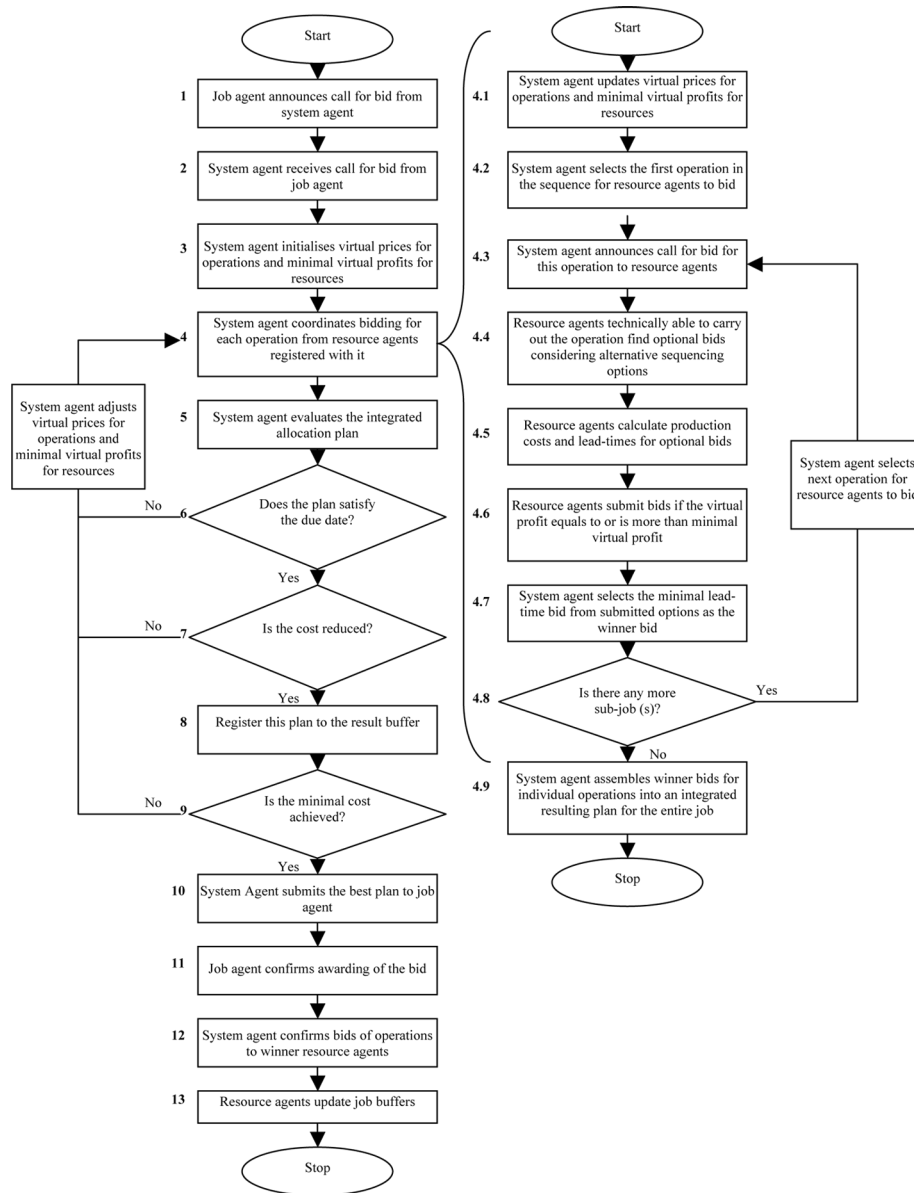 Start
1
Job agent announces call for bid from
system agent
2
System agent receives call for bid from
job agent
3
System agent initialises virtual prices for
operations and minimal virtual profits for
resources
4
System agent coordinates bidding for
each operation from resource agents
registered with it
System agent adjusts
virtual prices for
operations and
minimal virtual profits
for resources
5
System agent evaluates the integrated
allocation plan
No
6
Does the plan satisfy
the due date?
Yes
No
7
Is the cost reduced?
Yes
8
Register this plan to the result buffer
No
9
Is the minimal cost
achieved?
Yes
10
System Agent submits the best plan to job
agent
11
Job agent confirms awarding of the bid
12
System agent confirms bids of operations
to winner resource agents
13
Resource agents update job buffers
Stop
Start
4.1
System agent updates virtual prices for
operations and minimal virtual profits for
resources
4.2
System agent selects the first operation in
the sequence for resource agents to bid
4.3
System agent announces call for bid for
this operation to resource agents
4.4
Resource agents technically able to carry
out the operation find optional bids
considering alternative sequencing
options
4.5
Resource agents calculate production
costs and lead-times for optional bids
System agent selects
next operation for
resource agents to bid
4.6
Resource agents submit bids if the virtual
profit equals to or is more than minimal
virtual profit
4.7
System agent selects the minimal lead-
time bid from submitted options as the
winner bid
4.8
Is there any more
sub-job (s)?
Yes
No
4.9
System agent assembles winner bids for
individual operations into an integrated
resulting plan for the entire job
Stop